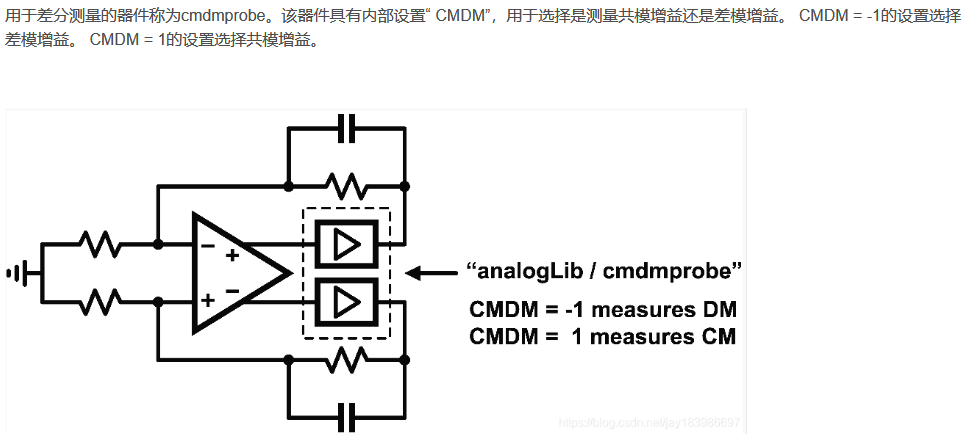 用于差分测量的器件称为cmdmprobe。该器件具有内部设置“ CMDM”，用于选择是测量共模增益还是差模增益。 CMDM = -1的设置选择
差模增益。 CMDM = 1的设置选择共模增益。
− +
+ −
“analogLib / cmdmprobe”
CMDM = -1 measures DM
CMDM = 1 measures CM
https://blog.csdn.net/jay183986697